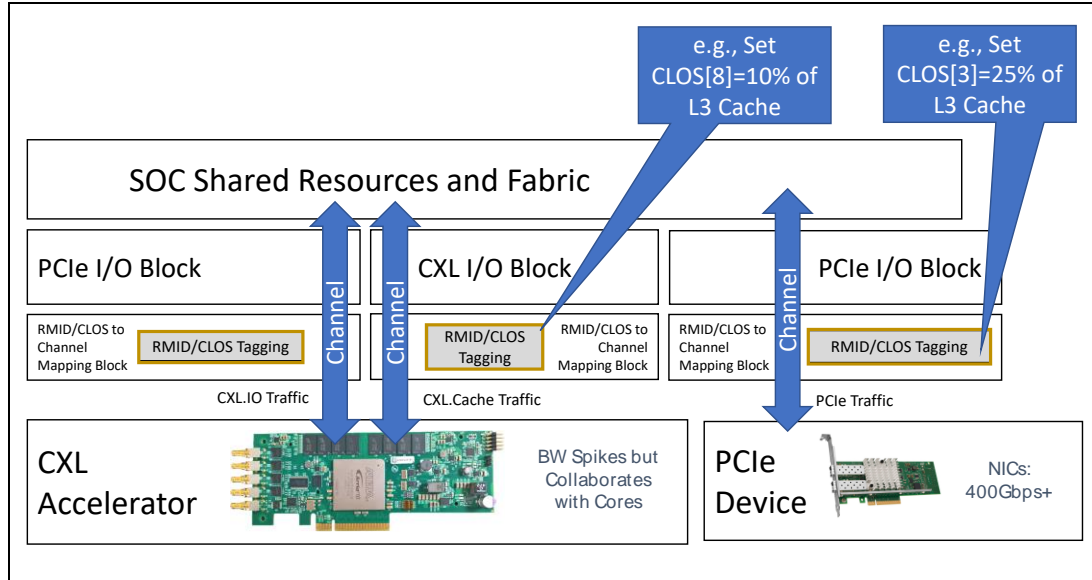 e.g., Set
CLOS[8]=10% of
L3 Cache
e.g., Set
CLOS[3]=25% of
L3 Cache
SOC Shared Resources and Fabric
PCIe I/O Block
CXL I/O Block
PCIe I/O Block
Channel
Channel
Channel
RMID/CLOS to
Channel
Mapping Block
RMID/CLOS Tagging
RMID/CLOS
Tagging
RMID/CLOS to
Channel
Mapping Block
RMID/CLOS to
Channel
Mapping Block
RMID/CLOS Tagging
CXL.IO Traffic
CXL.Cache Traffic
PCIe Traffic
CXL
Accelerator
BW Spikes but
Collaborates
with Cores
PCIe
Device
NICs:
400Gbps+